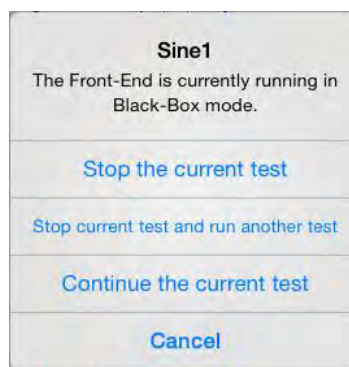 Sine1
The Front-End is currently running in
Black-Box mode.
Stop the current test
Stop current test and run another test
Continue the current test
Cancel